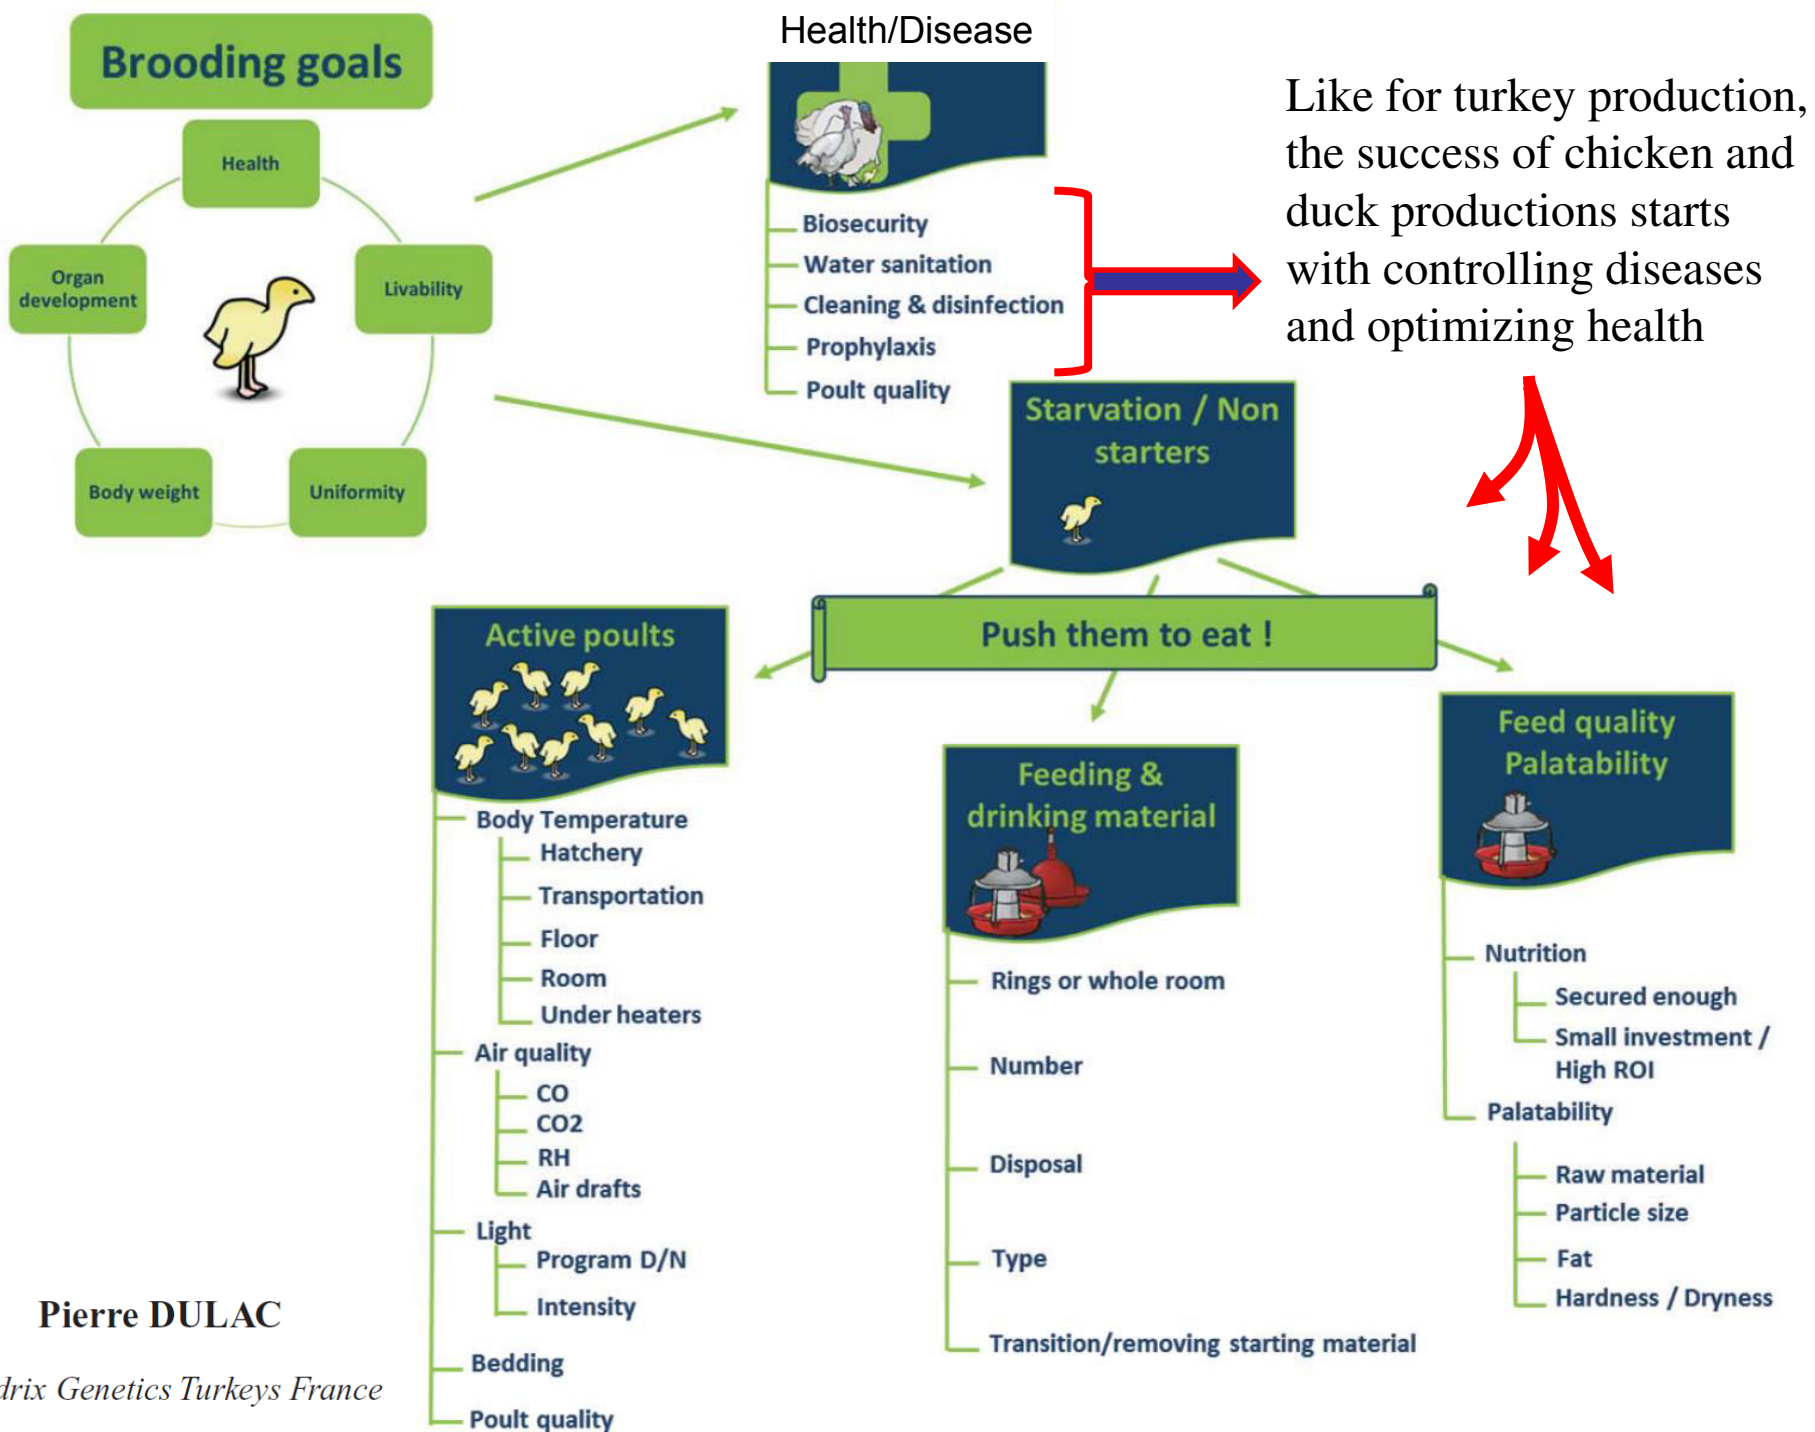 Brooding goals
Health
Organ
development
Livability
Body weight
Uniformity
Health/Disease
Biosecurity
Water sanitation
Cleaning & disinfection
Prophylaxis
Poult quality
Like for turkey production,
the success of chicken and
duck productions starts
with controlling diseases
and optimizing health
Starvation / Non
starters
Push them to eat !
Active poults
Body Temperature
Hatchery
Transportation
Floor
Room
Under heaters
Air quality
CO
CO2
RH
Air drafts
Light
Program D/N
Intensity
Bedding
Poult quality
Feeding &
drinking material
Rings or whole room
Number
Disposal
Type
Transition/removing starting material
Feed quality
Palatability
Nutrition
Secured enough
Small investment /
High ROI
Palatability
Raw material
Particle size
Fat
Hardness / Dryness
Pierre DULAC
drix Genetics Turkeys France